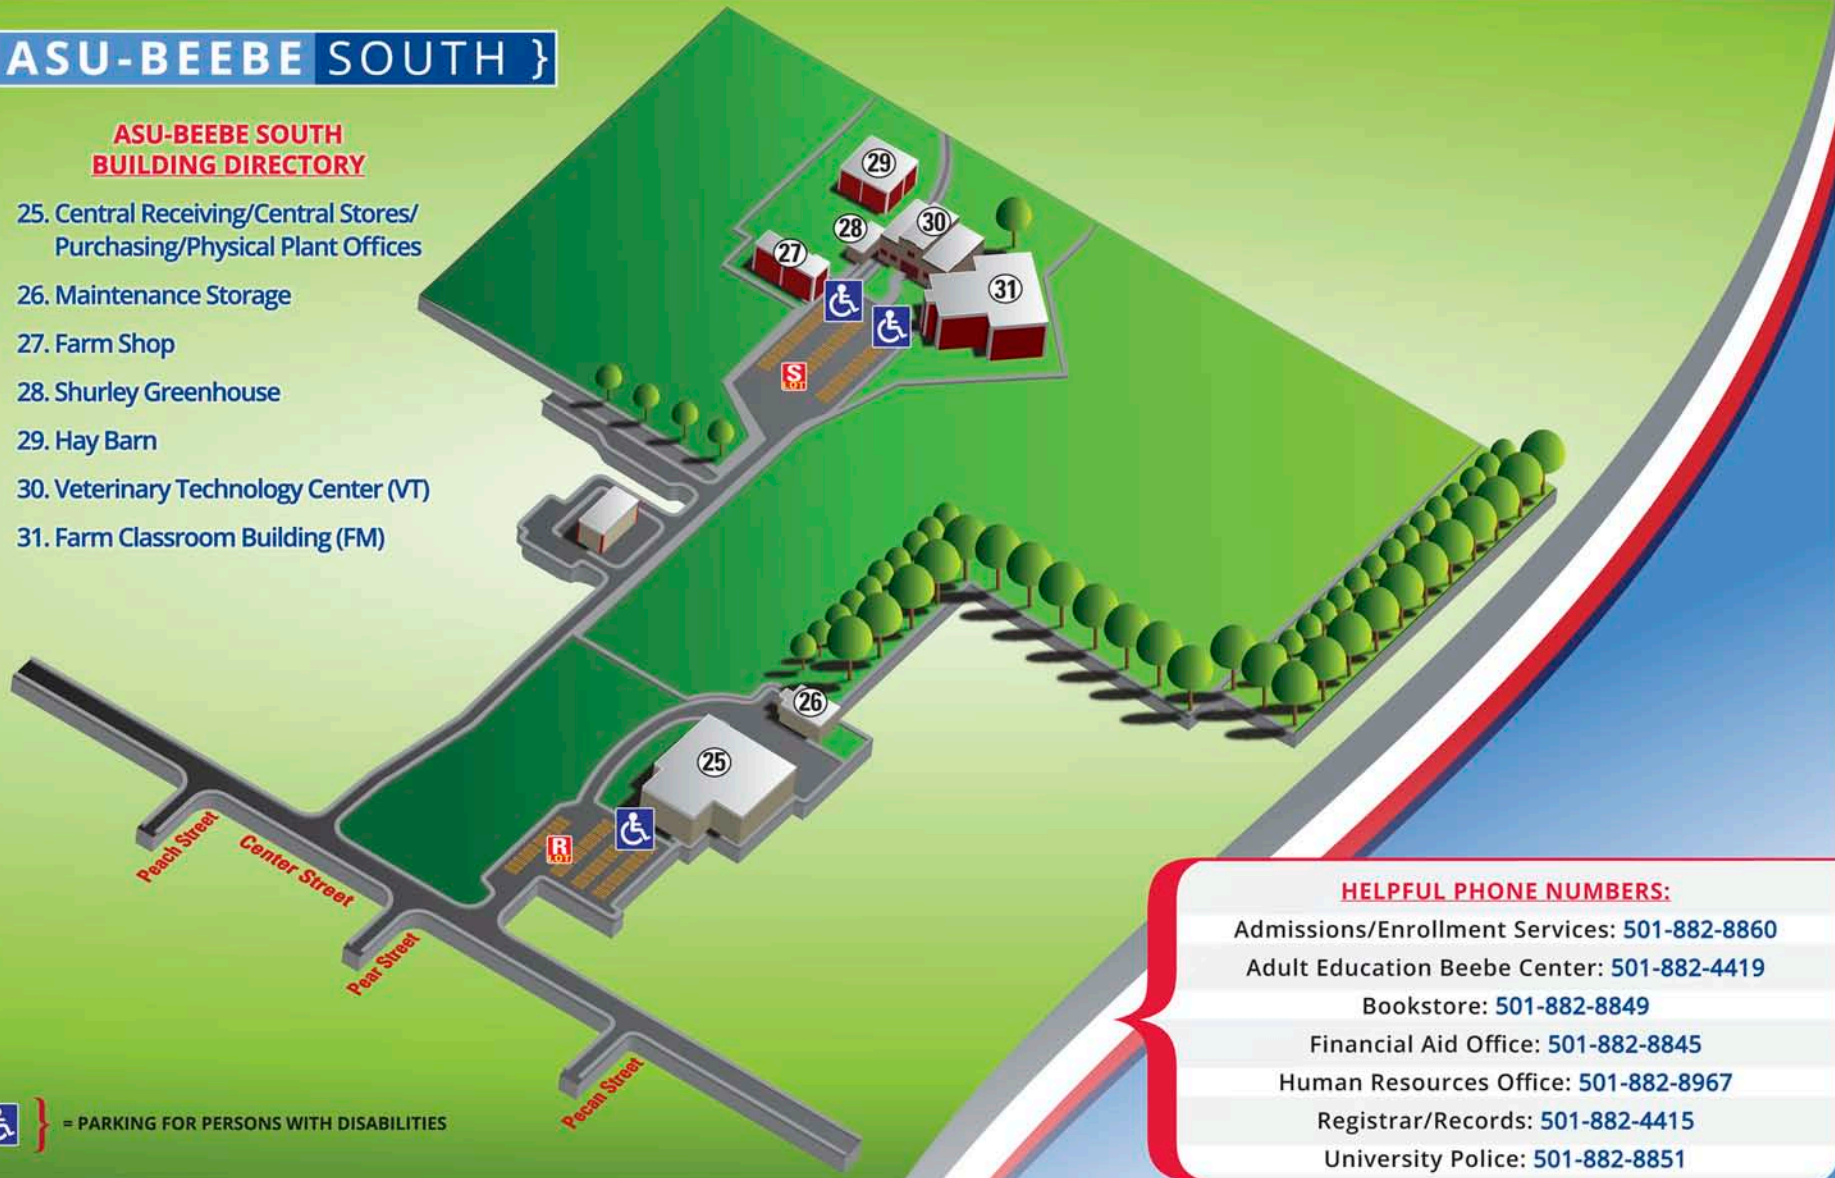 ASU-BEEBE SOUTH }
ASU-BEEBE SOUTH
BUILDING DIRECTORY
25. Central Receiving/Central Stores/
Purchasing/Physical Plant Offices
26. Maintenance Storage
27. Farm Shop
28. Shurley Greenhouse
29. Hay Barn
30. Veterinary Technology Center (VT)
31. Farm Classroom Building (FM)
29
30
28
27
31
S
LOT
26
25
R
LOT
Peach Street
Center Street
Pear Street
Pecan Street
} = PARKING FOR PERSONS WITH DISABILITIES
HELPFUL PHONE NUMBERS:
Admissions/Enrollment Services: 501-882-8860
Adult Education Beebe Center: 501-882-4419
Bookstore: 501-882-8849
Financial Aid Office: 501-882-8845
Human Resources Office: 501-882-8967
Registrar/Records: 501-882-4415
University Police: 501-882-8851